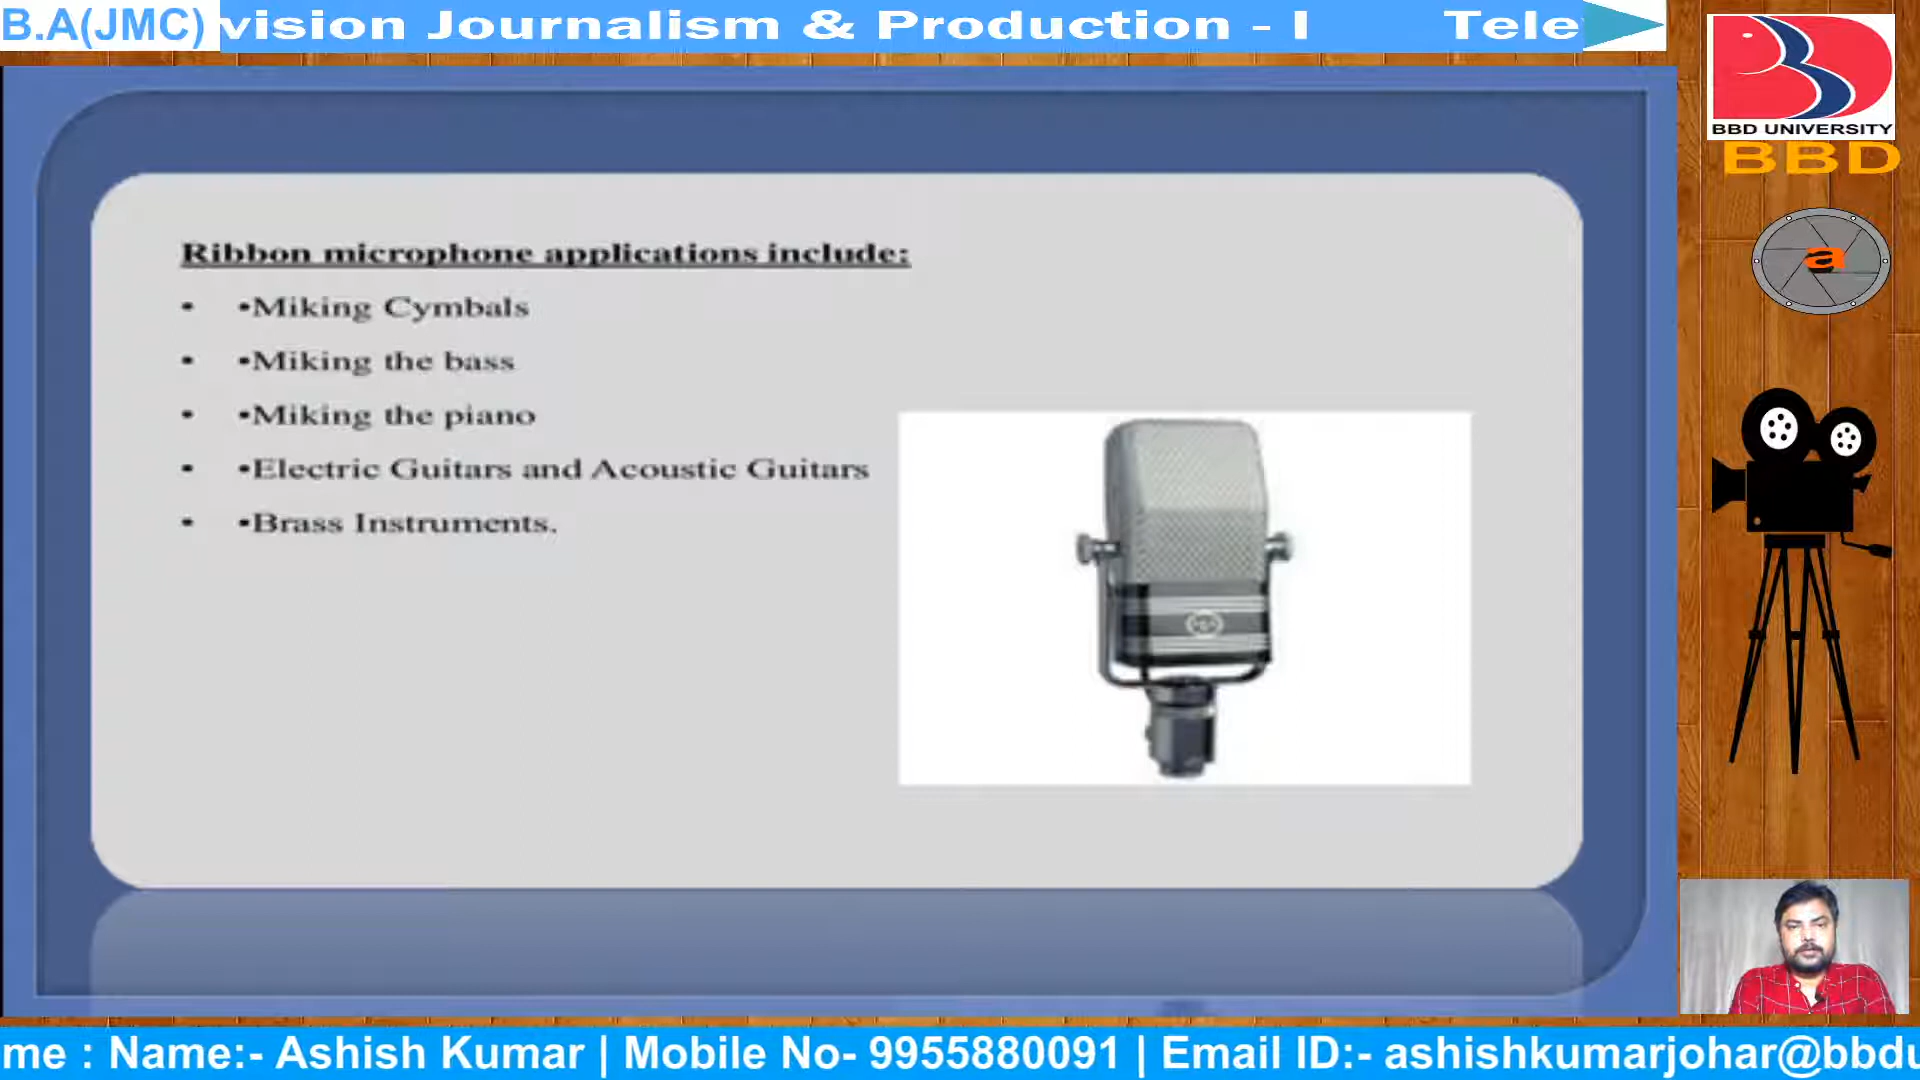 B.A(JMC)
vision Journalism & Production - I Tele
BBD UNIVERSITY
BBD
a
Ribbon microphone applications include:
• •Miking Cymbals
• •Miking the bass
• •Miking the piano
• •Electric Guitars and Acoustic Guitars
• •Brass Instruments.
me : Name:- Ashish Kumar | Mobile No- 9955880091 | Email ID:- ashishkumarjohar@bbdu